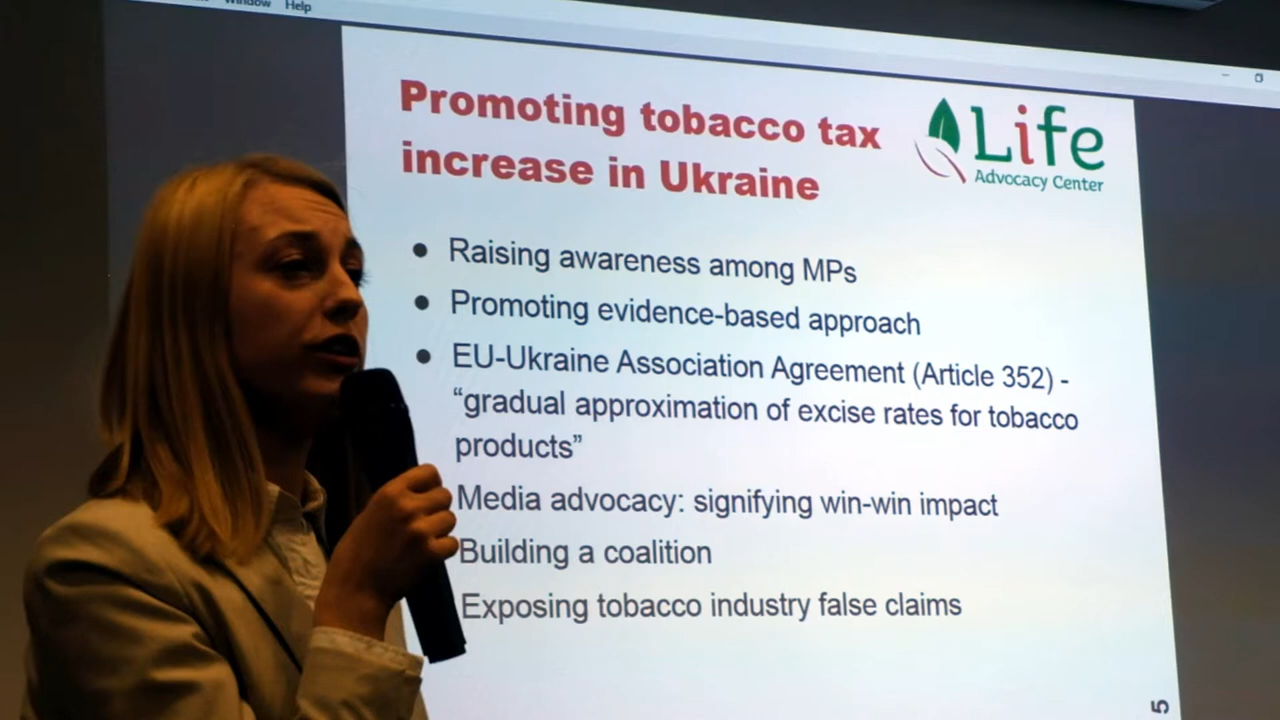 Window Help
Promoting tobacco tax
increase in Ukraine
Life
Advocacy Center
● Raising awareness among MPs
● Promoting evidence-based approach
● EU-Ukraine Association Agreement (Article 352) -
“gradual approximation of excise rates for tobacco
products”
Media advocacy: signifying win-win impact
Building a coalition
Exposing tobacco industry false claims
5